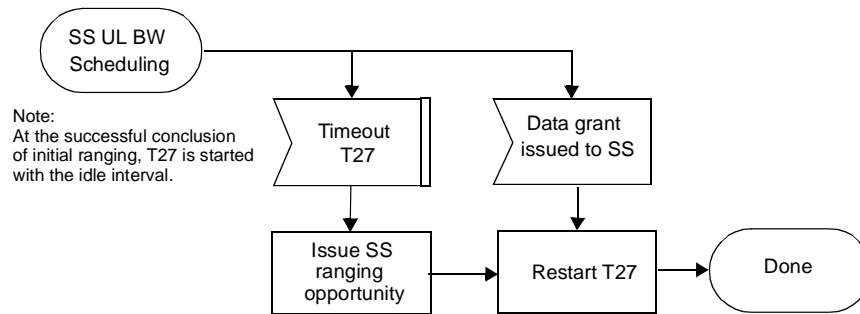 SS UL BW
Scheduling
Note:
At the successful conclusion
of initial ranging, T27 is started
with the idle interval.
Timeout
T27
Data grant
issued to SS
Issue SS
ranging
opportunity
Restart T27
Done